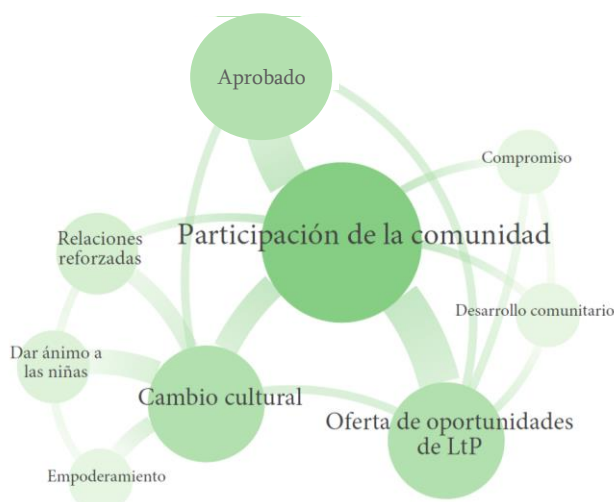 Aprobado
Compromiso
Participación de la comunidad
Relaciones
reforzadas
Desarrollo comunitario
Dar ánimo a
las niñas
Cambio cultural
Oferta de oportunidades
de LtP
Empoderamiento